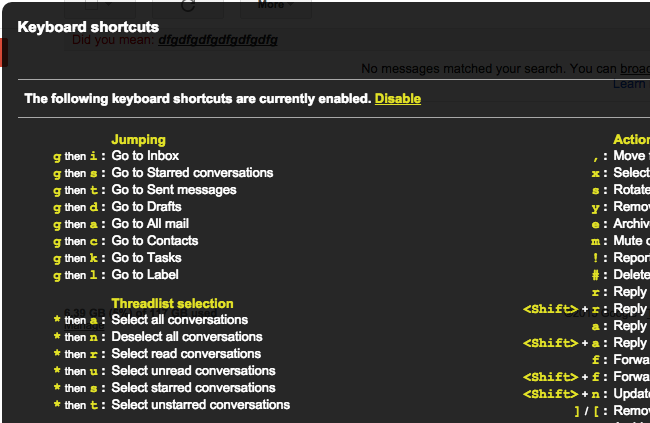 More
Keyboard shortcuts
Did you mean: dfgdfgdfgdfgdfgdfg
No messages matched your search. You can broad
Learn
The following keyboard shortcuts are currently enabled. Disable
Jumping
g then i : Go to Inbox
g then s : Go to Starred conversations
g then t : Go to Sent messages
g then d : Go to Drafts
g then a : Go to All mail
g then c : Go to Contacts
g then k : Go to Tasks
g then l : Go to Label
Threadlist selection
* then a : Select all conversations
* then n : Deselect all conversations
* then r : Select read conversations
* then u : Select unread conversations
* then s : Select starred conversations
* then t : Select unstarred conversations
Action
, : Move
x : Select
s : Rotate
y : Remov
e : Archiv
m : Mute
! : Repor
# : Delete
r : Reply
<Shift> + r : Reply
a : Reply
<Shift> + a : Reply
f : Forwa
<Shift> + f : Forwa
<Shift> + n : Update
] / [ : Remov